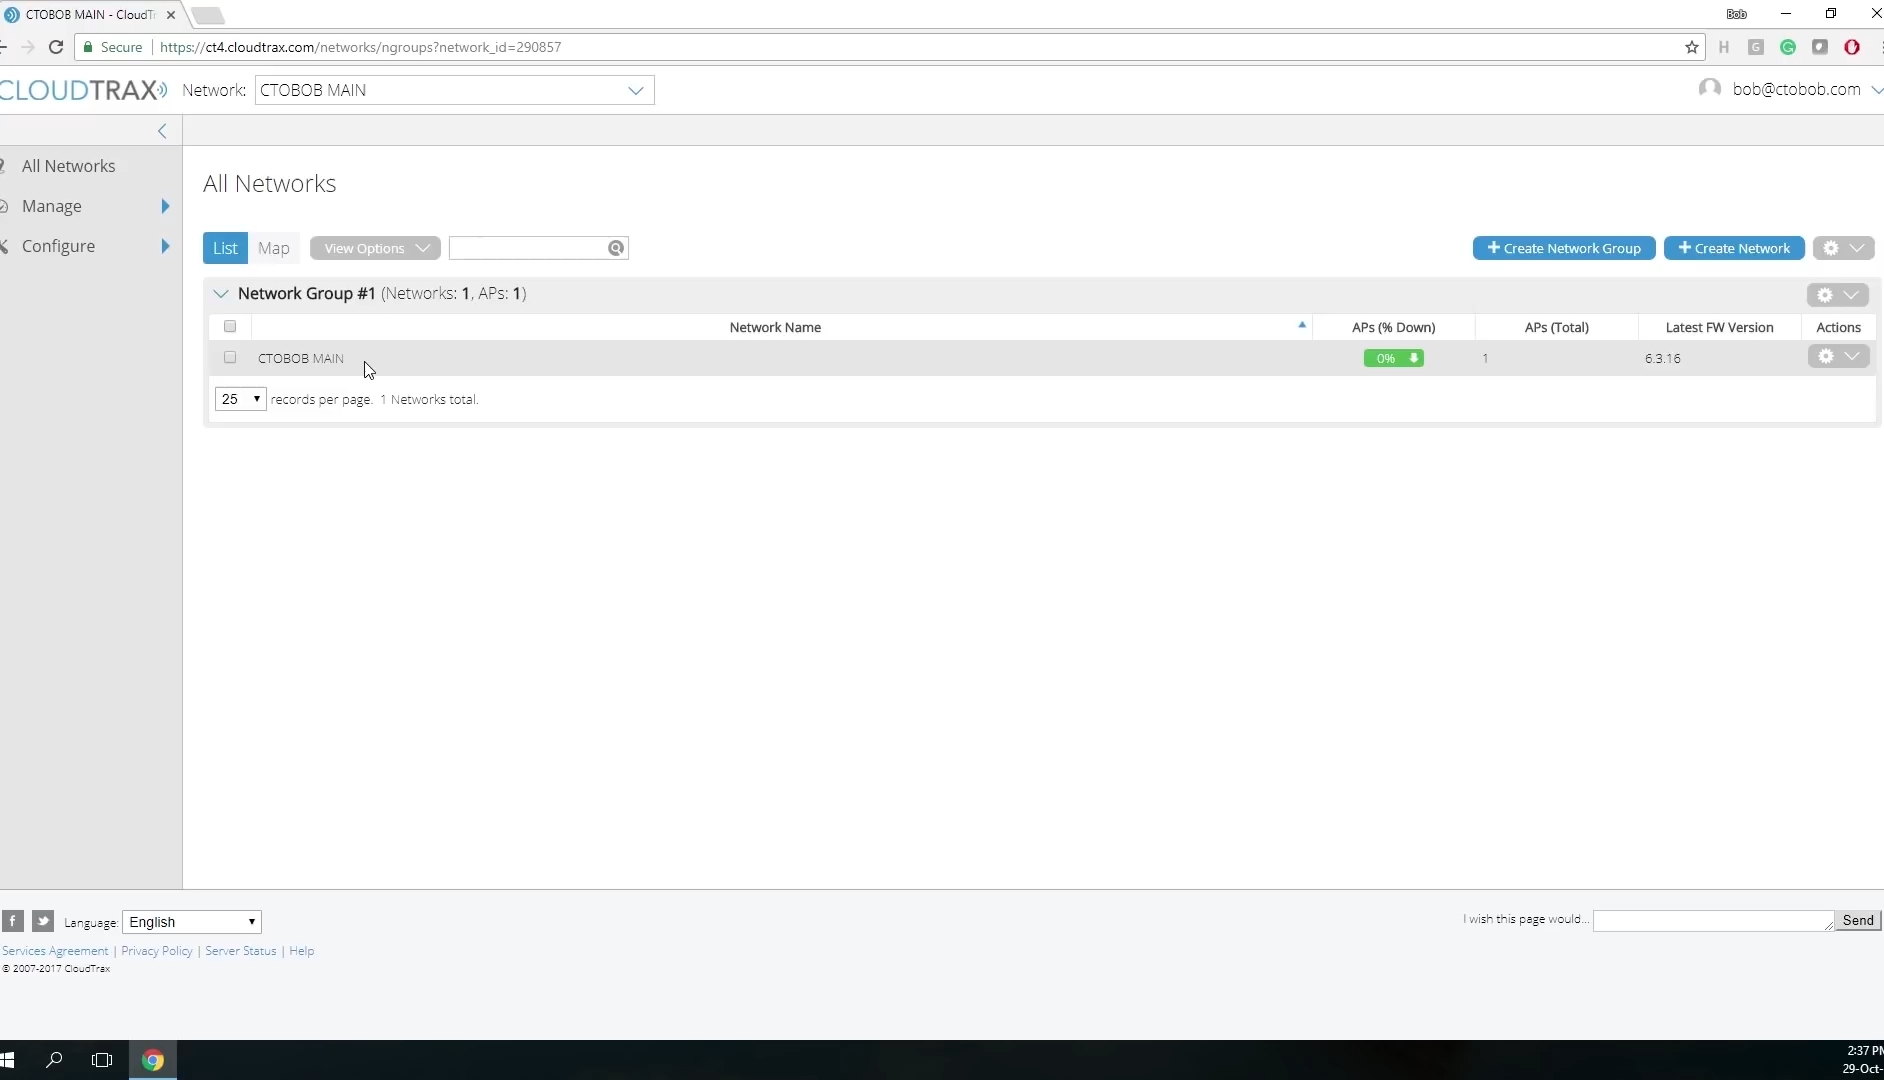 CTOBOB MAIN - CloudTr
Bob
Secure
https://ct4.cloudtrax.com/networks/ngroups?network_id=290857
CLOUDTRAX
Network:
CTOBOB MAIN
bob@ctobob.com
All Networks
Manage
Configure
All Networks
List
Map
View Options
+ Create Network Group
+ Create Network
Network Group #1 (Networks: 1, APs: 1)
Network Name
APs (% Down)
APs (Total)
Latest FW Version
Actions
CTOBOB MAIN
0%
1
6.3.16
25
records per page. 1 Networks total.
Language:
English
I wish this page would...
Send
Services Agreement | Privacy Policy | Server Status | Help
© 2007-2017 CloudTrax
2:37 PM
29-Oct-